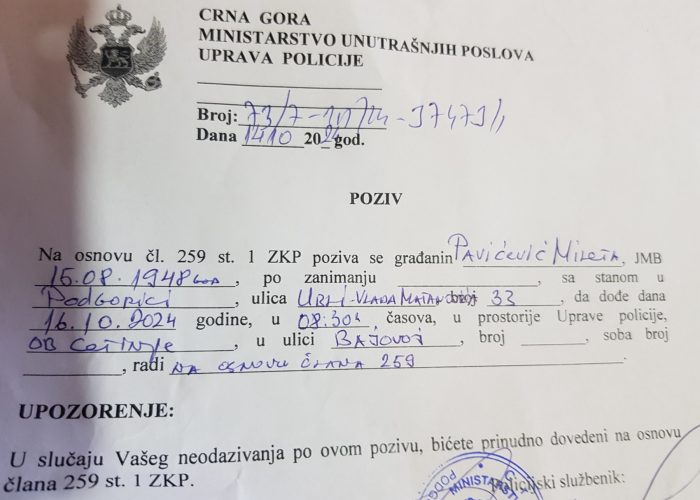 CRNA GORA
MINISTARSTVO UNUTRAŠNJIH POSLOVA
UPRAVA POLICIJE
Broj:
Dana 14 10 2024 god.
POZIV
Na osnovu čl. 259 st. 1 ZKP poziva se građanin Pavićević Mileta, JMB
15.08.1948 god, po zanimanju, sa stanom u
Podgorici, ulica broj 33, da dođe dana
16.10.2024 godine, u 08:30h, časova, u prostorije Uprave policije,
OB Cetinje, u ulici Bajovoj, broj, soba broj
, radi na osnovu člana 259.
UPOZORENJE:
U slučaju Vašeg neodazivanja po ovom pozivu, bićete prinudno dovedeni na osnovu
člana 259 st. 1 ZKP.
Policijski službenik: